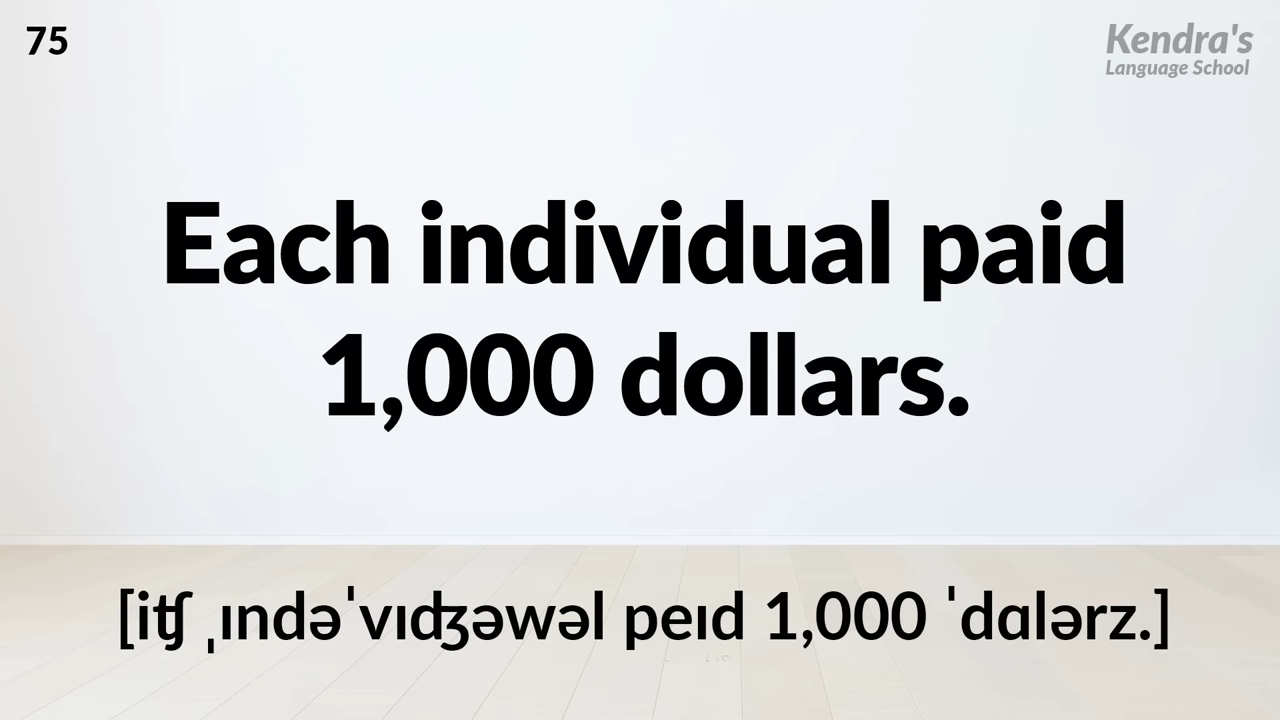 75
Kendra's
Language School
Each individual paid
1,000 dollars.
[iʧ ˌɪndəˈvɪʤəwəl peɪd 1,000 ˈdɑlərz.]